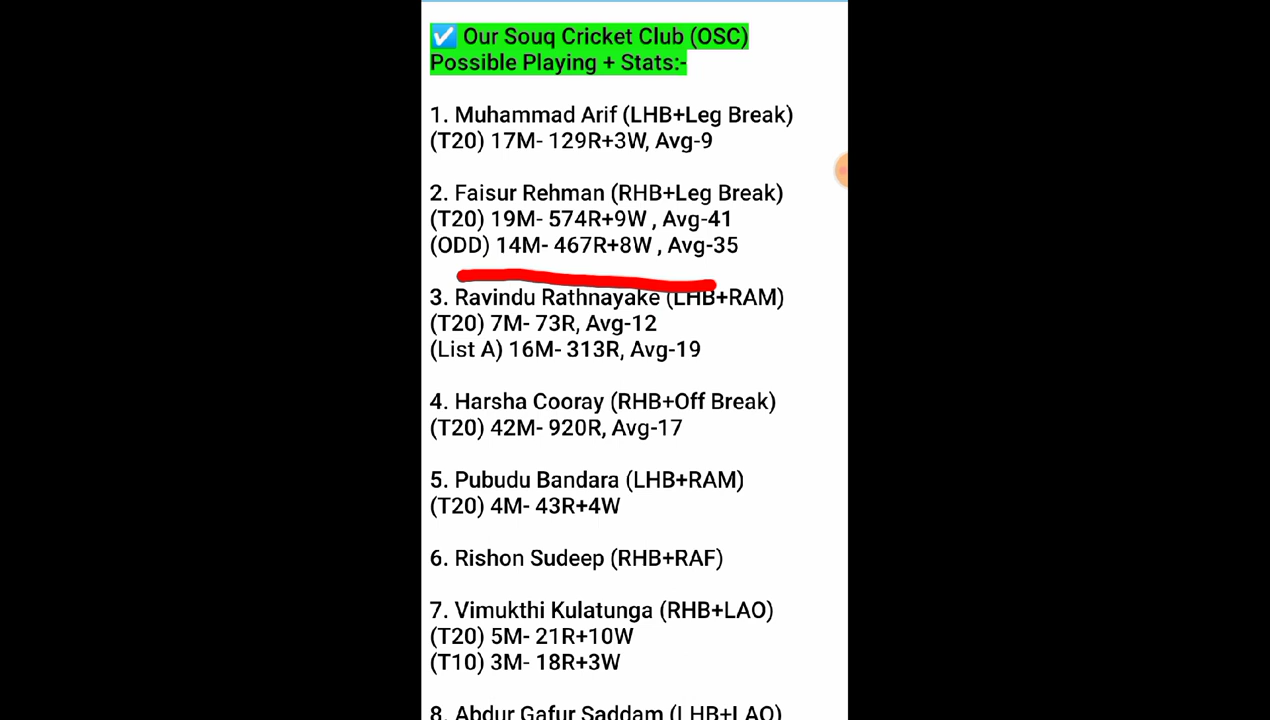 ✅ Our Souq Cricket Club (OSC)
Possible Playing + Stats:-
1. Muhammad Arif (LHB+Leg Break)
(T20) 17M- 129R+3W, Avg-9
2. Faisur Rehman (RHB+Leg Break)
(T20) 19M- 574R+9W , Avg-41
(ODD) 14M- 467R+8W , Avg-35
3. Ravindu Rathnayake (LHB+RAM)
(T20) 7M- 73R, Avg-12
(List A) 16M- 313R, Avg-19
4. Harsha Cooray (RHB+Off Break)
(T20) 42M- 920R, Avg-17
5. Pubudu Bandara (LHB+RAM)
(T20) 4M- 43R+4W
6. Rishon Sudeep (RHB+RAF)
7. Vimukthi Kulatunga (RHB+LAO)
(T20) 5M- 21R+10W
(T10) 3M- 18R+3W
8. Abdur Gafur Saddam (LHB+LAO)